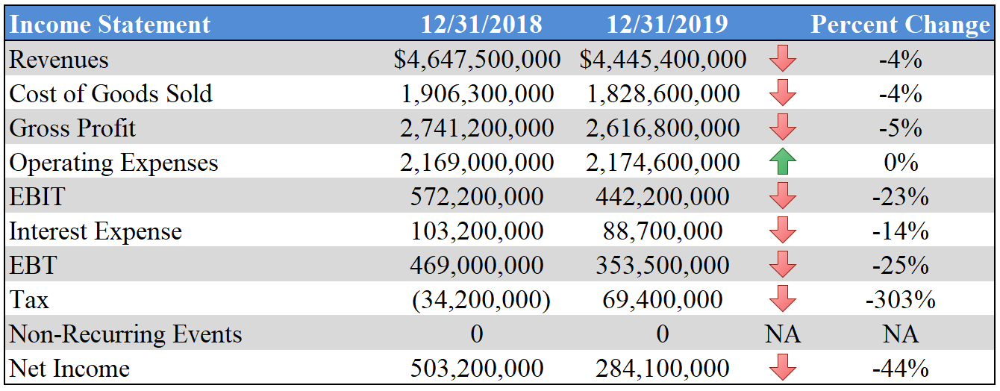 Income Statement 12/31/2018 12/31/2019 Percent Change
Revenues $4,647,500,000 $4,445,400,000 -4%
Cost of Goods Sold 1,906,300,000 1,828,600,000 -4%
Gross Profit 2,741,200,000 2,616,800,000 -5%
Operating Expenses 2,169,000,000 2,174,600,000 0%
EBIT 572,200,000 442,200,000 -23%
Interest Expense 103,200,000 88,700,000 -14%
EBT 469,000,000 353,500,000 -25%
Tax (34,200,000) 69,400,000 -303%
Non-Recurring Events 0 0 NA NA
Net Income 503,200,000 284,100,000 -44%